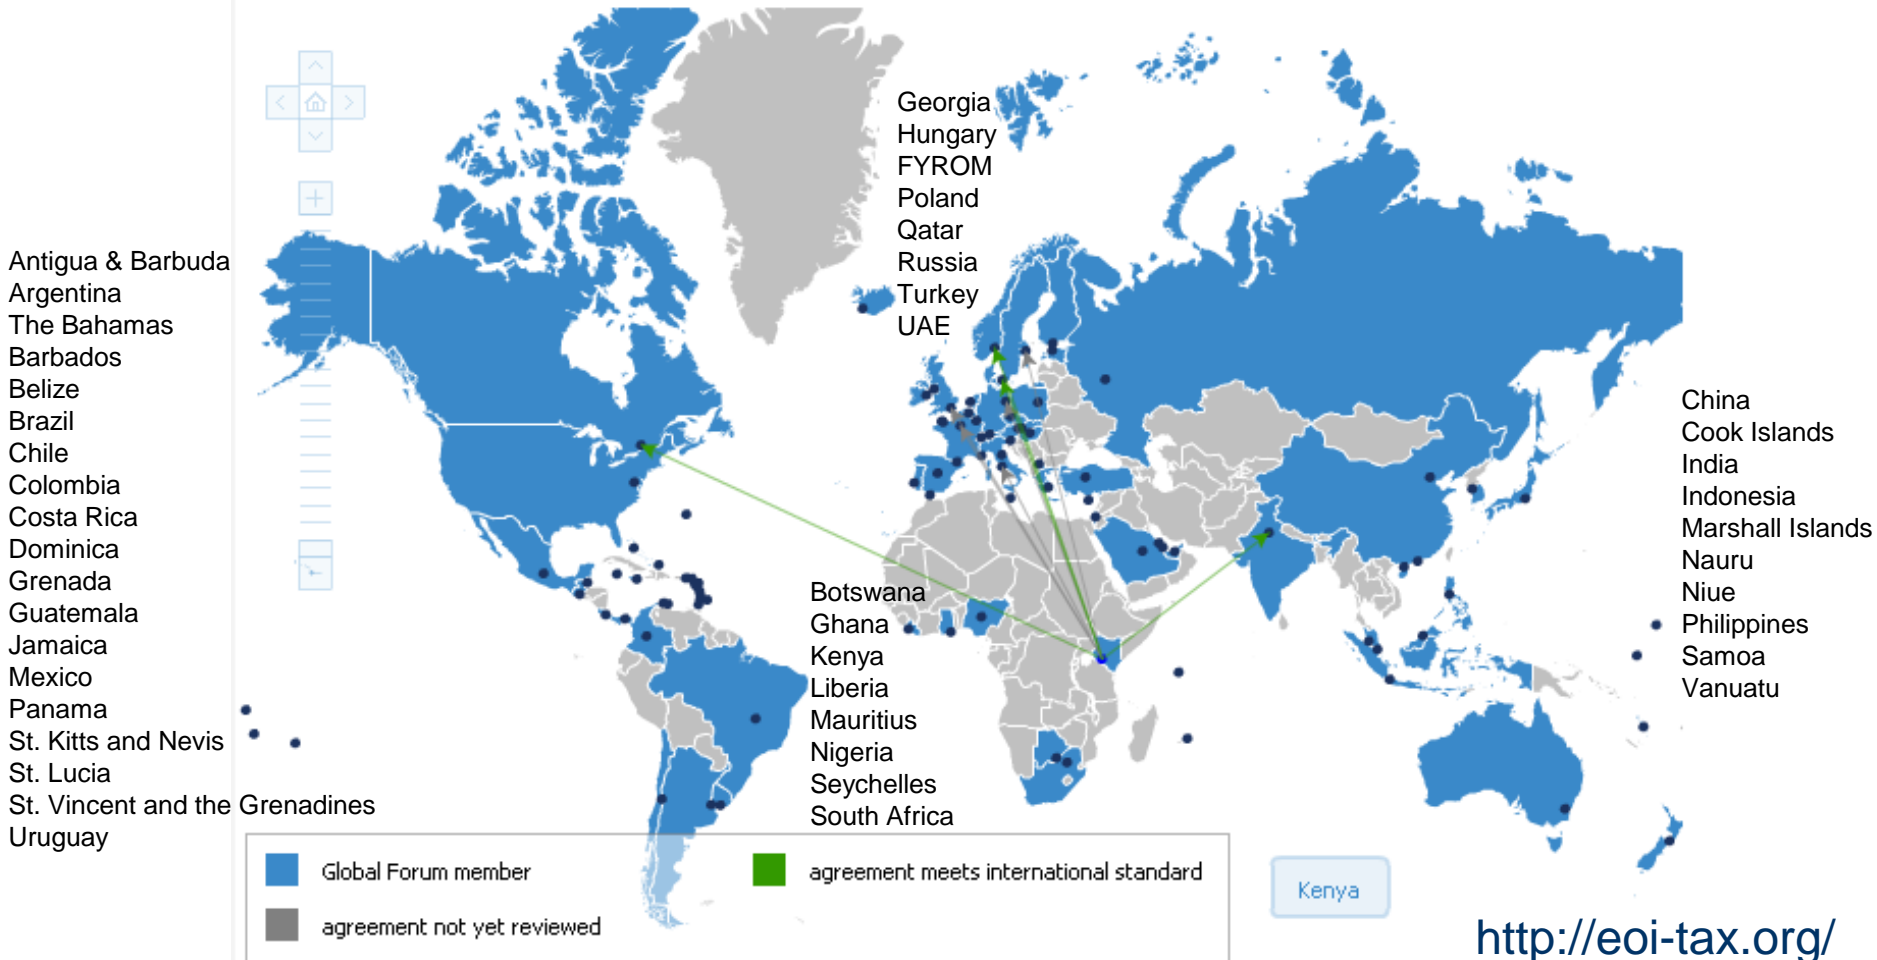 Antigua & Barbuda
Argentina
The Bahamas
Barbados
Belize
Brazil
Chile
Colombia
Costa Rica
Dominica
Grenada
Guatemala
Jamaica
Mexico
Panama
St. Kitts and Nevis
St. Lucia
St. Vincent and the Grenadines
Uruguay
Georgia
Hungary
FYROM
Poland
Qatar
Russia
Turkey
UAE
Botswana
Ghana
Kenya
Liberia
Mauritius
Nigeria
Seychelles
South Africa
China
Cook Islands
India
Indonesia
Marshall Islands
Nauru
Niue
Philippines
Samoa
Vanuatu
Global Forum member
agreement meets international standard
agreement not yet reviewed
Kenya
http://eoi-tax.org/